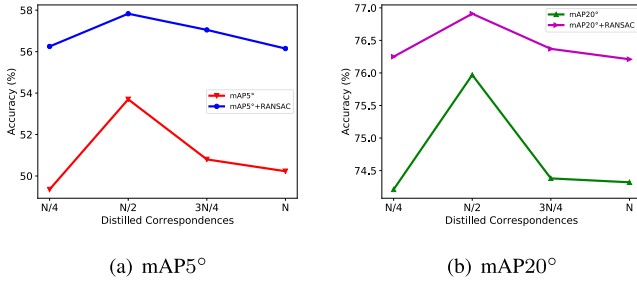 58
56
54
52
50
Accuracy (%)
mAP5°
mAP5°+RANSAC
N/4
N/2
3N/4
N
Distilled Correspondences
(a) mAP5°
77.0
76.5
76.0
75.5
75.0
74.5
Accuracy (%)
mAP20°
mAP20°+RANSAC
N/4
N/2
3N/4
N
Distilled Correspondences
(b) mAP20°